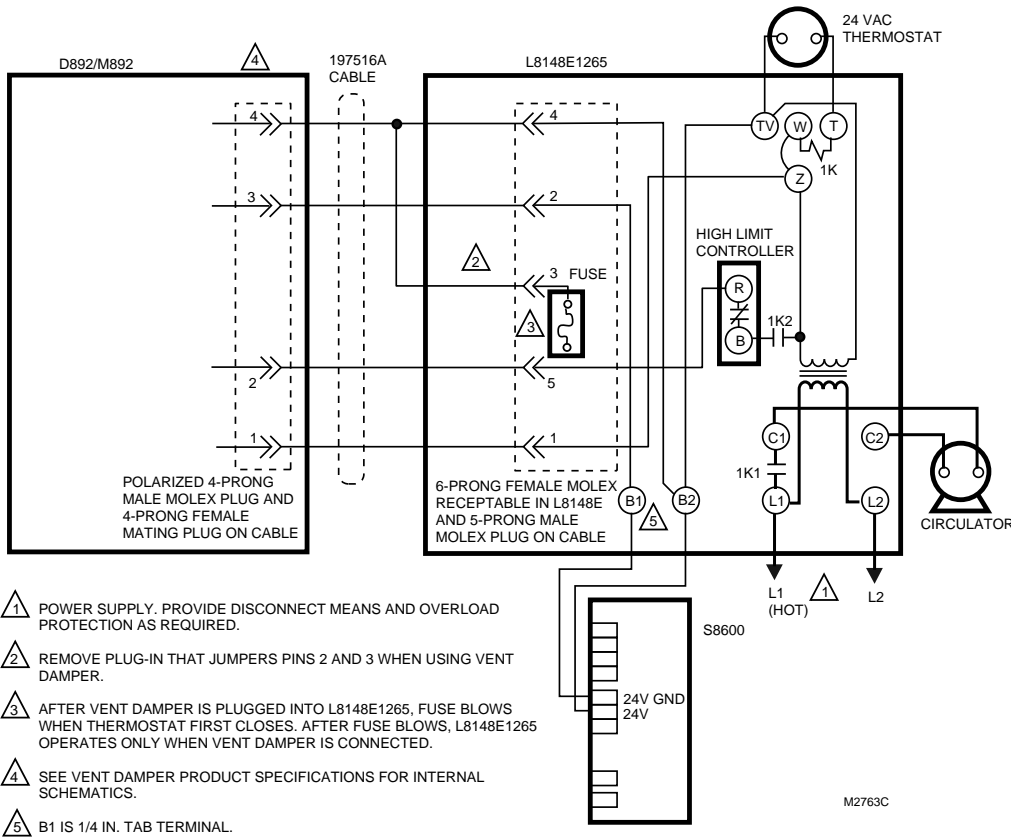 24 VAC
THERMOSTAT
D892/M892
4
197516A
CABLE
L8148E1265
4
4
TV
W
T
1K
Z
3
2
HIGH LIMIT
CONTROLLER
2
3
FUSE
R
3
1K2
B
2
5
1
1
C1
C2
1K1
POLARIZED 4-PRONG
MALE MOLEX PLUG AND
4-PRONG FEMALE
MATING PLUG ON CABLE
6-PRONG FEMALE MOLEX
RECEPTABLE IN L8148E
AND 5-PRONG MALE
MOLEX PLUG ON CABLE
B1
5
B2
L1
L2
CIRCULATOR
L1
(HOT)
1
L2
1 POWER SUPPLY. PROVIDE DISCONNECT MEANS AND OVERLOAD
PROTECTION AS REQUIRED.
2 REMOVE PLUG-IN THAT JUMPERS PINS 2 AND 3 WHEN USING VENT
DAMPER.
3 AFTER VENT DAMPER IS PLUGGED INTO L8148E1265, FUSE BLOWS
WHEN THERMOSTAT FIRST CLOSES. AFTER FUSE BLOWS, L8148E1265
OPERATES ONLY WHEN VENT DAMPER IS CONNECTED.
4 SEE VENT DAMPER PRODUCT SPECIFICATIONS FOR INTERNAL
SCHEMATICS.
5 B1 IS 1/4 IN. TAB TERMINAL.
S8600
24V GND
24V
M2763C